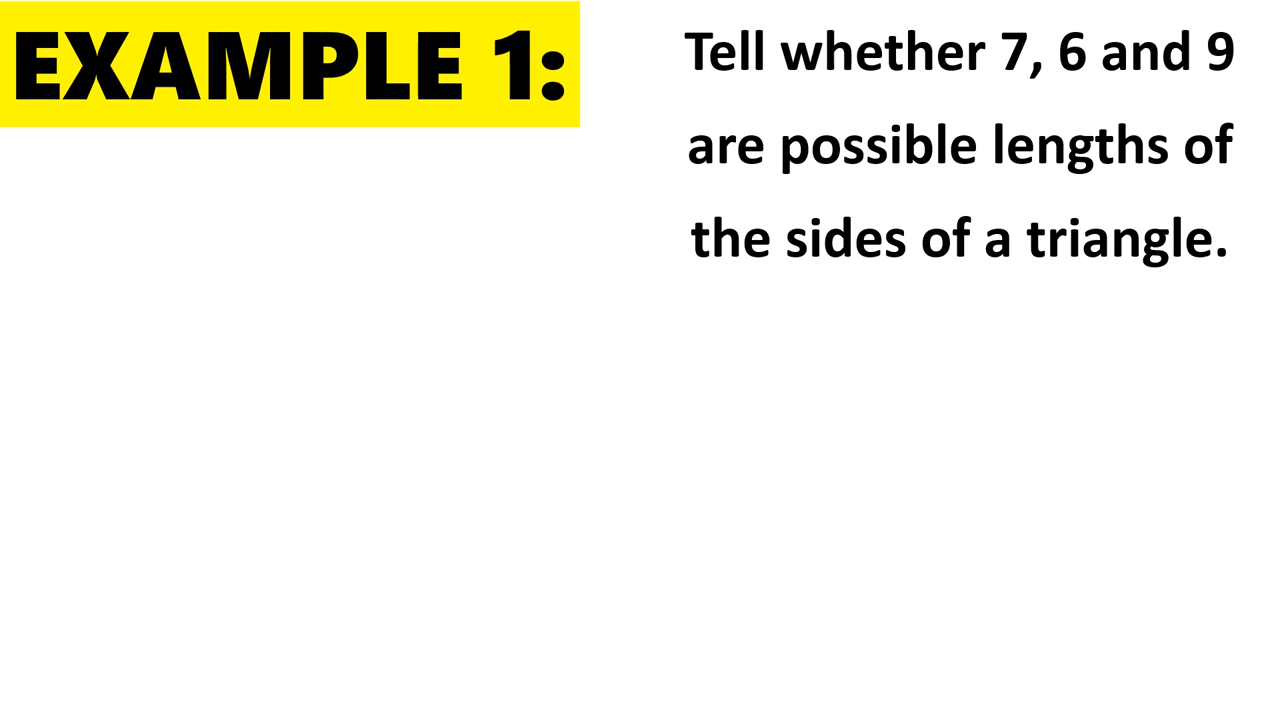 EXAMPLE 1:
Tell whether 7, 6 and 9
are possible lengths of
the sides of a triangle.